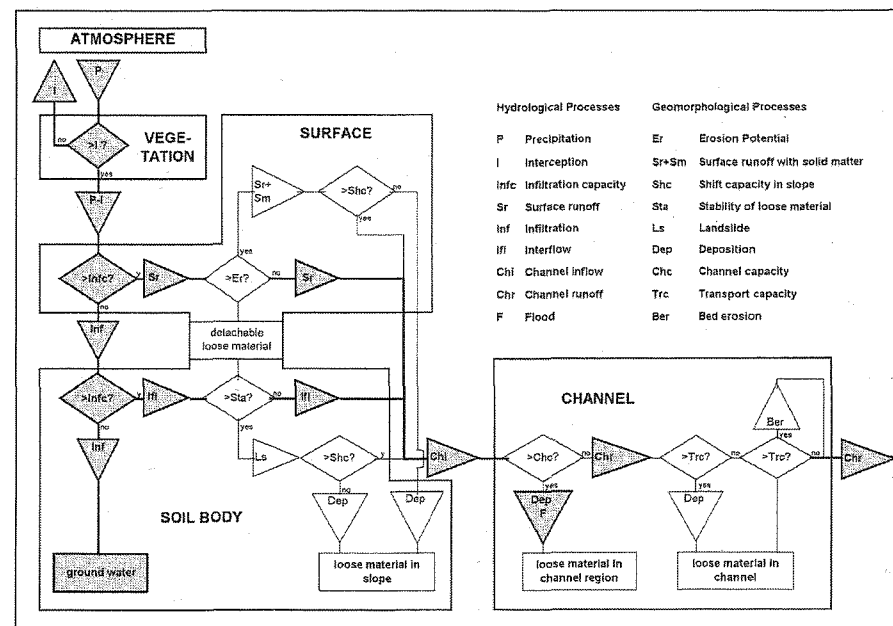 ATMOSPHERE
P
I
no
>I ?
VEGE-
TATION
yes
P-I
SURFACE
Sr+
Sm
>Shc?
no
yes
yes
>Infc?
y
Sr
>Er?
no
Sr
no
Inf
detachable
loose material
>Infc?
y
Ifl
>Sta?
no
Ifl
no
yes
Inf
Ls
>Shc?
y
no
Dep
Dep
SOIL BODY
ground water
loose material in
slope
Chi
Hydrological Processes
P Precipitation
I Interception
Infc Infiltration capacity
Sr Surface runoff
Inf Infiltration
Ifl Interflow
Chi Channel inflow
Chr Channel runoff
F Flood
Geomorphological Processes
Er Erosion Potential
Sr+Sm Surface runoff with solid matter
Shc Shift capacity in slope
Sta Stability of loose material
Ls Landslide
Dep Deposition
Chc Channel capacity
Trc Transport capacity
Ber Bed erosion
CHANNEL
Ber
yes
>Chc?
no
Chr
>Trc?
no
>Trc?
no
Chr
yes
yes
Dep
F
Dep
loose material in
channel region
loose material in
channel